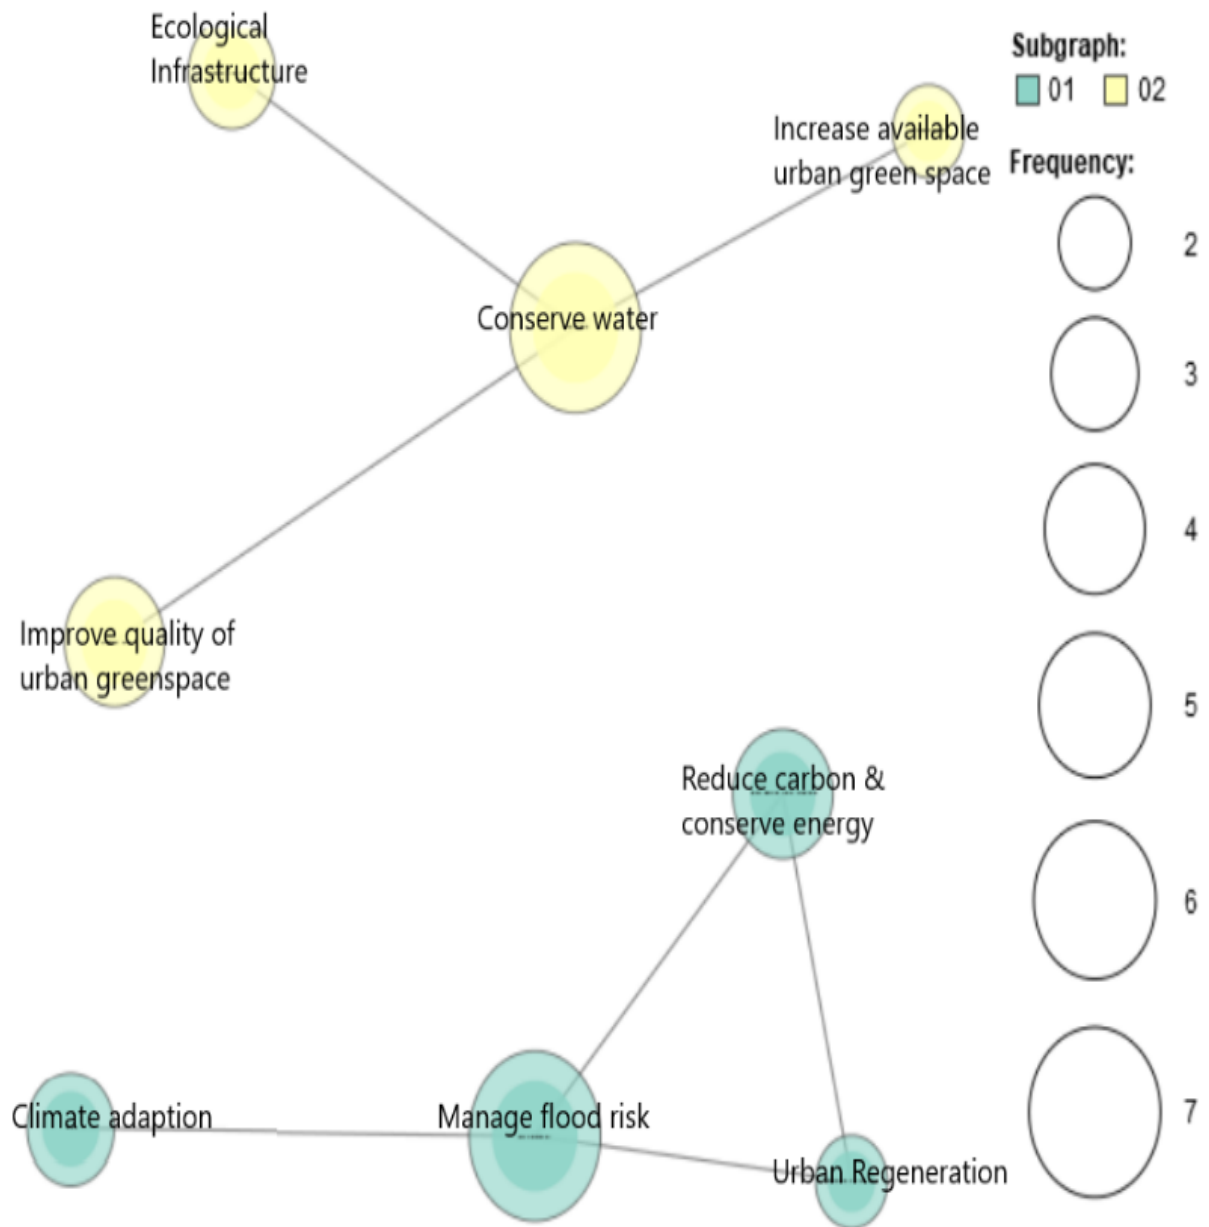 Ecological
Infrastructure
Increase available
urban green space
Conserve water
Improve quality of
urban greenspace
Reduce carbon &
conserve energy
Climate adaption
Manage flood risk
Urban Regeneration
Subgraph:
01 02
Frequency:
2
3
4
5
6
7